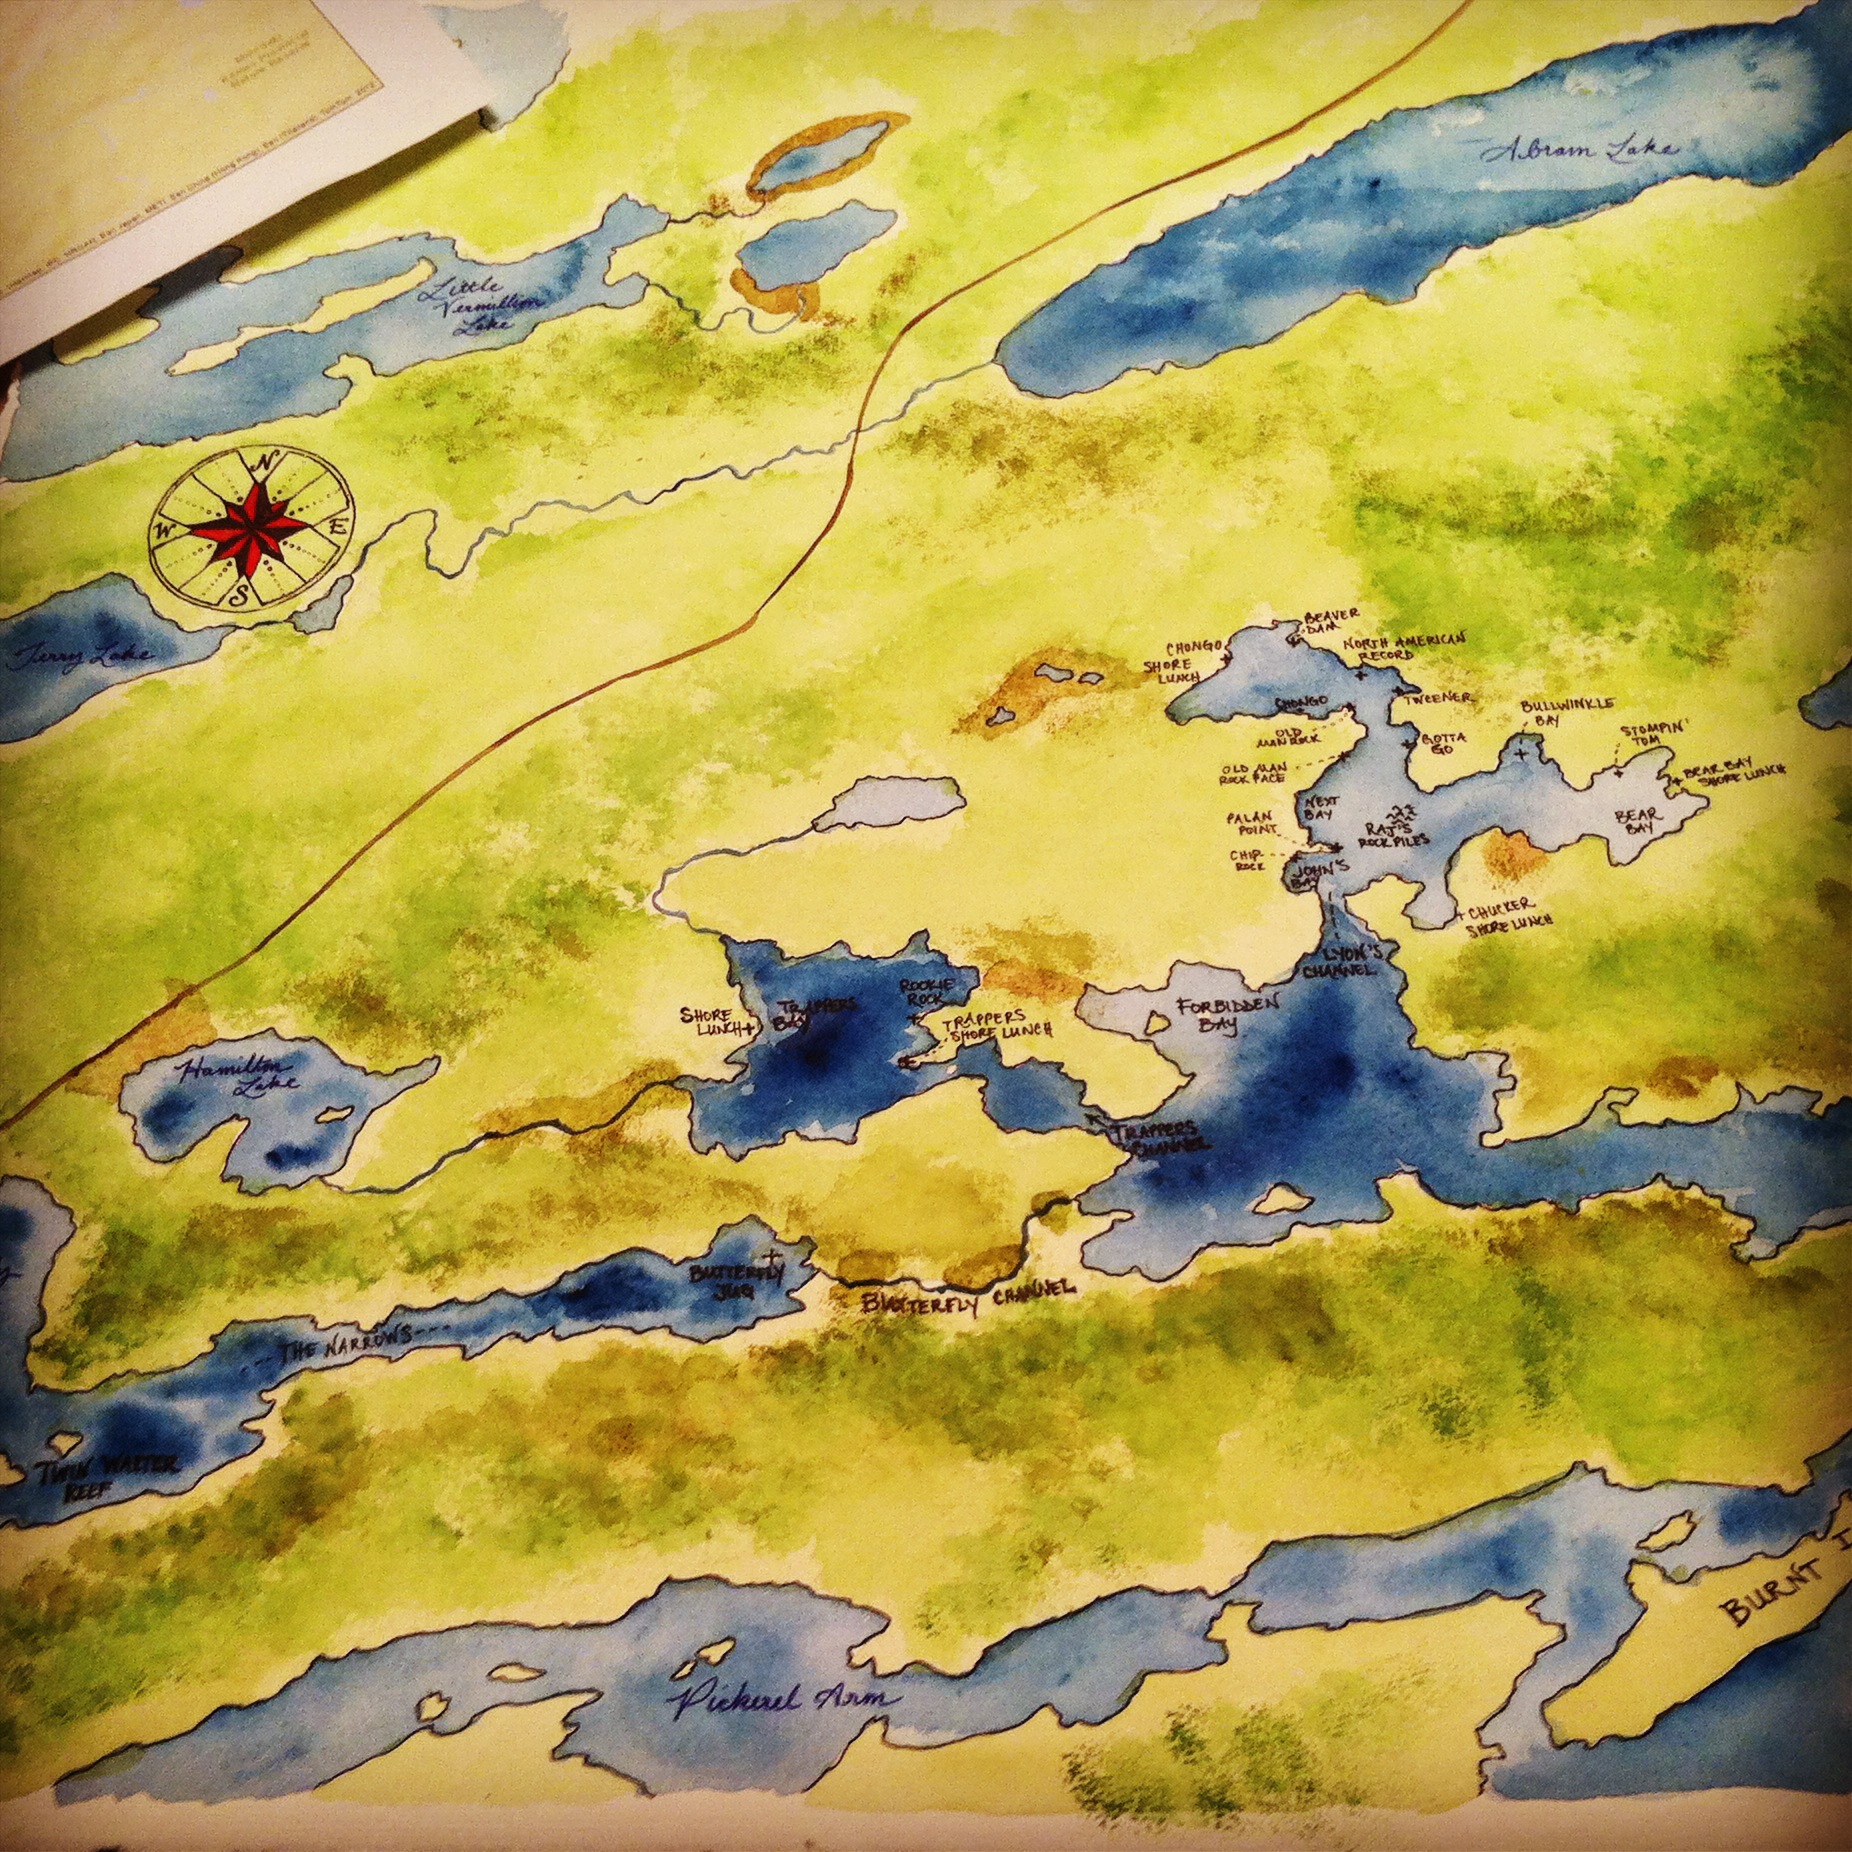 Abram Lake
Little
Vermillion
Lake
N
W
E
S
Tierry Lake
CHONGO
SHORE
LUNCH
BEAVER
DAM
NORTH AMERICAN
RECORD
CHONGO
TWEENER
OLD
MAN ROCK
GOTTA
GO
BULLWINKLE
BAY
STOMPIN'
TOM
OLD MAN
ROCK FACE
BEAR BAY
SHORE LUNCH
NEXT
BAY
PALAN
POINT
RAJ'S
ROCK PILES
BEAR
BAY
CHIP
ROCK
JOHN'S
BAY
CHUCKER
SHORE LUNCH
LYON'S
CHANNEL
ROOKIE
ROCK
TRAPPERS
BAY
SHORE
LUNCH
TRAPPERS
SHORE LUNCH
FORBIDDEN
BAY
Hamilton
Lake
TRAPPERS
CHANNEL
BUTTERFLY
JUG
BUTTERFLY CHANNEL
THE NARROWS
TWIN WALTER
REEF
BURNT I
Pickerel Arm